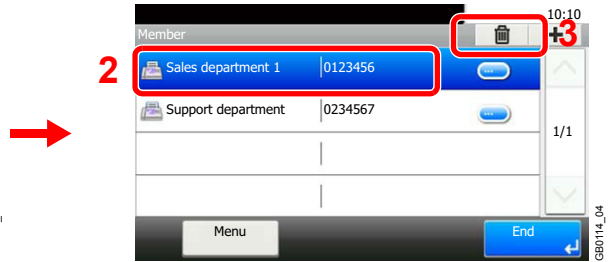 10:10
Member
3
+
2
Sales department 1 0123456
Support department 0234567
1/1
Menu
End
GB0114_04